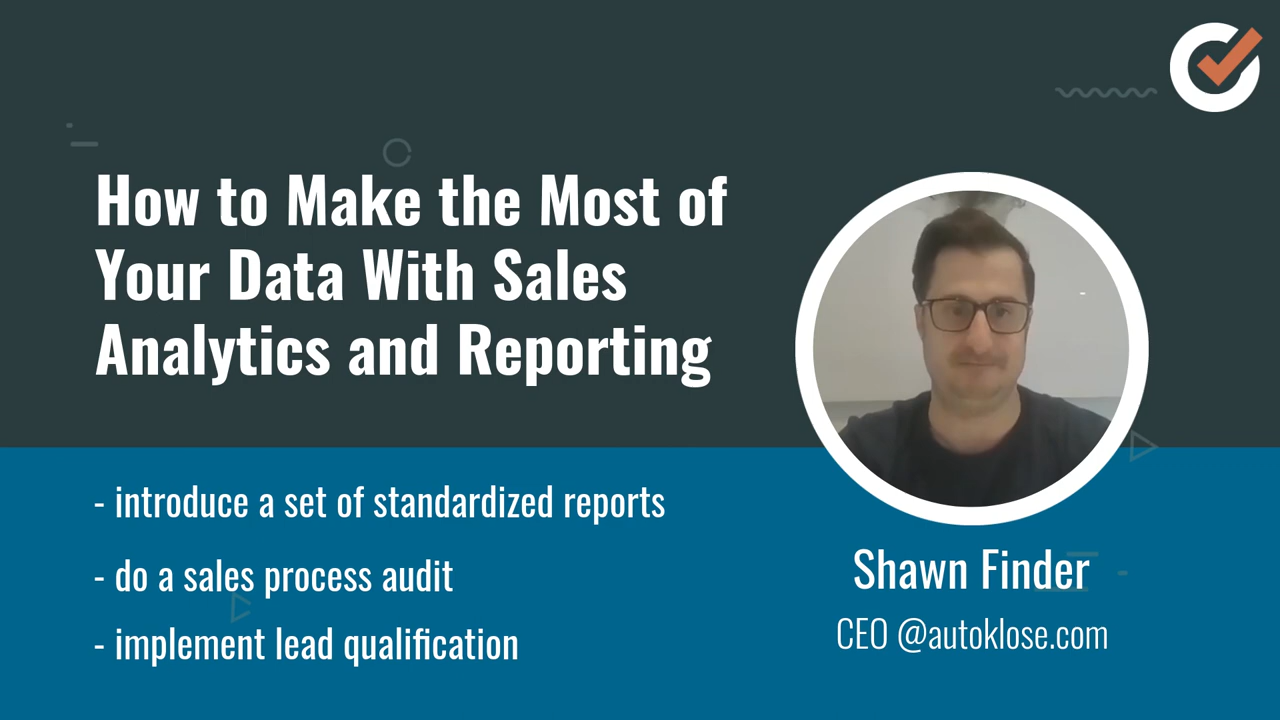 How to Make the Most of
Your Data With Sales
Analytics and Reporting
- introduce a set of standardized reports
- do a sales process audit
- implement lead qualification
Shawn Finder
CEO @autoklose.com